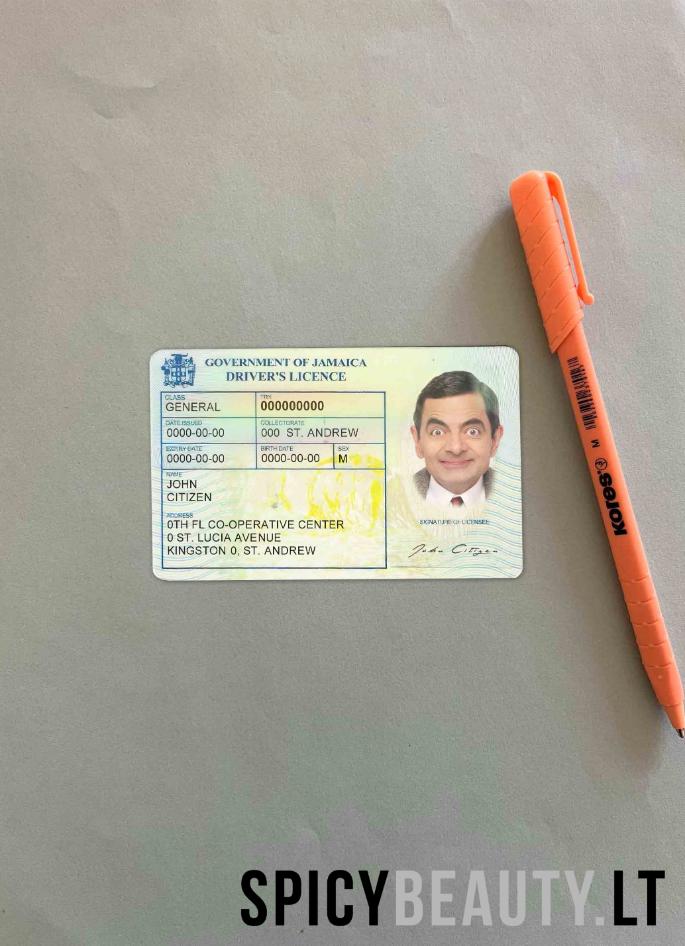 GOVERNMENT OF JAMAICA
DRIVER'S LICENCE
CLASS
GENERAL
TRN
000000000
DATE ISSUED
0000-00-00
COLLECTORATE
000 ST. ANDREW
EXPIRY DATE
0000-00-00
BIRTH DATE
0000-00-00
SEX
M
NAME
JOHN
CITIZEN
ADDRESS
0TH FL CO-OPERATIVE CENTER
0 ST. LUCIA AVENUE
KINGSTON 0, ST. ANDREW
SIGNATURE OF LICENSEE
John Citizen
M
Kores
SPICYBEAUTY.LT